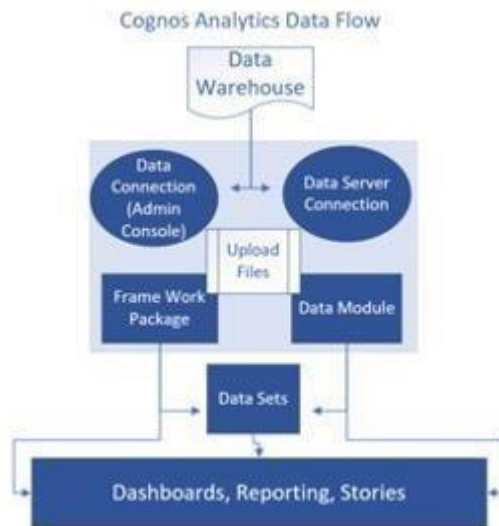 Cognos Analytics Data Flow
Data
Warehouse
Data
Connection
(Admin
Console)
Data Server
Connection
Upload
Files
Frame Work
Package
Data Module
Data Sets
Dashboards, Reporting, Stories